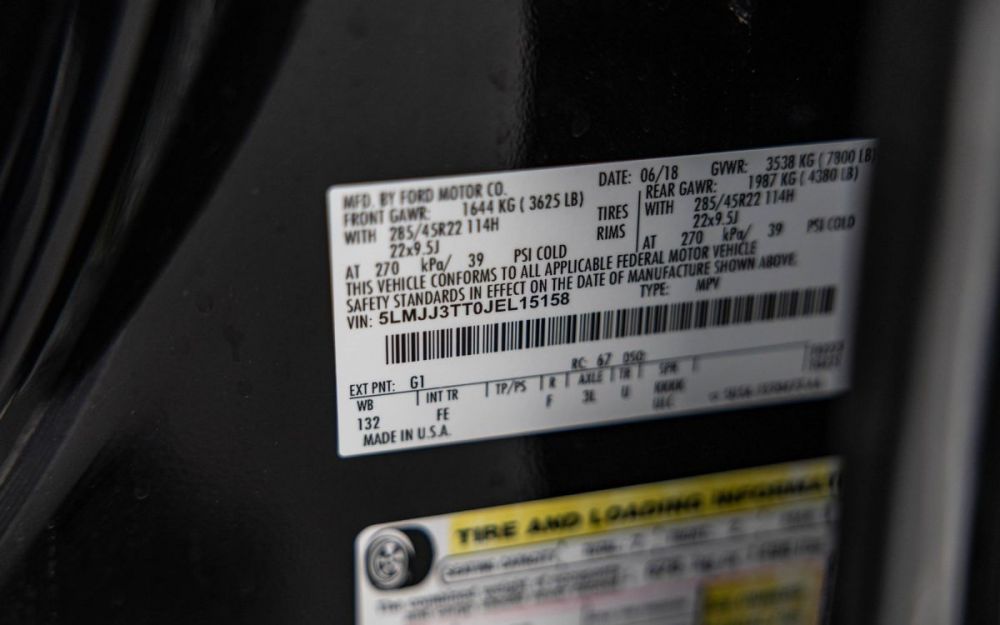 MFD. BY FORD MOTOR CO. DATE: 06/18 GVWR: 3538 KG ( 7800 LB)
FRONT GAWR: 1644 KG ( 3625 LB) REAR GAWR: 1987 KG ( 4380 LB)
WITH 285/45R22 114H TIRES WITH 285/45R22 114H
22x9.5J RIMS 22x9.5J
AT 270 kPa/ 39 PSI COLD AT 270 kPa/ 39 PSI COLD
THIS VEHICLE CONFORMS TO ALL APPLICABLE FEDERAL MOTOR VEHICLE
SAFETY STANDARDS IN EFFECT ON THE DATE OF MANUFACTURE SHOWN ABOVE.
VIN: 5LMJJ3TT0JEL15158 TYPE: MPV
RC: 67 DSO:
EXT PNT: G1
WB INT TR TP/PS R AXLE TR SPR
132 FE F 3L U
MADE IN U.S.A.
TIRE AND LOADING